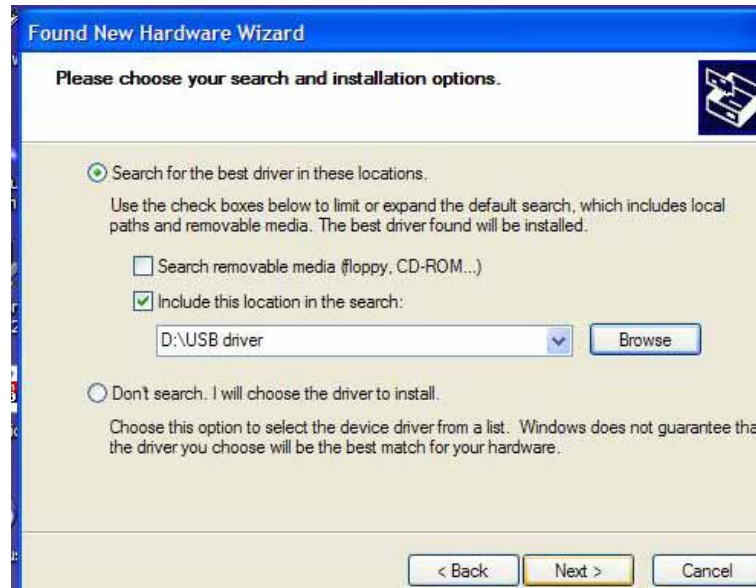 Found New Hardware Wizard
Please choose your search and installation options.
Search for the best driver in these locations.
Use the check boxes below to limit or expand the default search, which includes local
paths and removable media. The best driver found will be installed.
Search removable media (floppy, CD-ROM...)
Include this location in the search:
D:\USB driver
Browse
Don't search. I will choose the driver to install.
Choose this option to select the device driver from a list. Windows does not guarantee tha
the driver you choose will be the best match for your hardware.
< Back
Next >
Cancel